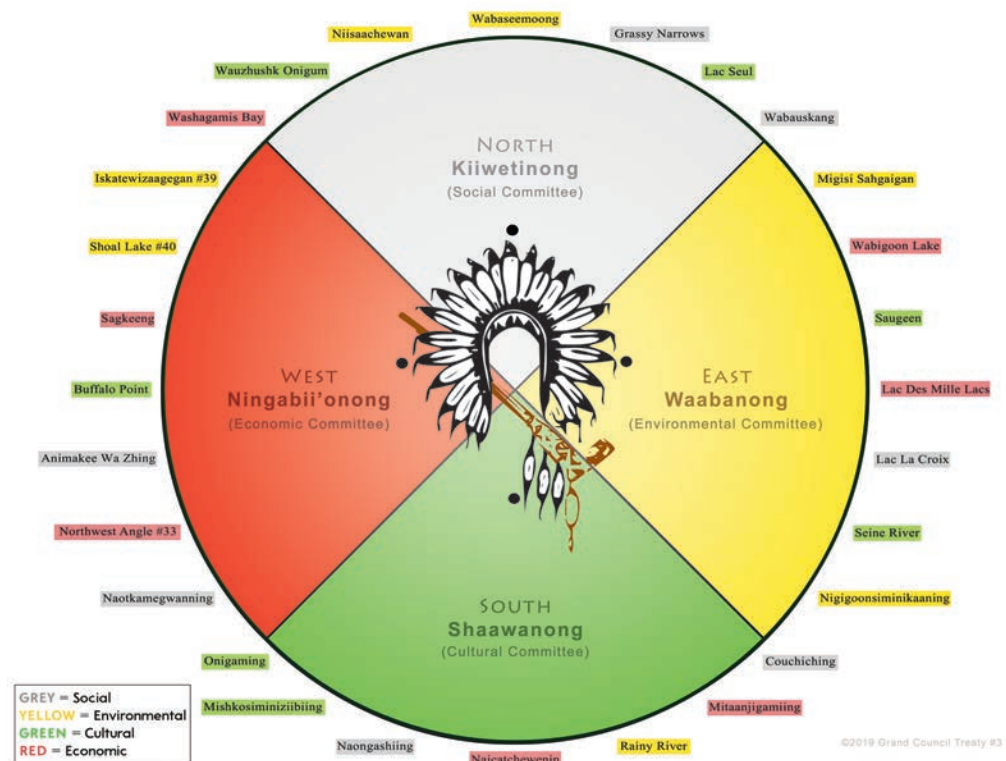 Wabaseemoong
Niisaachewan
Grassy Narrows
Wauzhushk Onigum
Lac Seul
Washagamis Bay
Wabauskang
NORTH
Kiiwetinong
(Social Committee)
Iskatewizaagegan #39
Migisi Sahgaigan
Shoal Lake #40
Wabigoon Lake
Sagkeeng
Saugeen
WEST
Ningabii'onong
(Economic Committee)
EAST
Waabanong
(Environmental Committee)
Buffalo Point
Lac Des Mille Lacs
Animakee Wa Zhing
Lac La Croix
Northwest Angle #33
Seine River
Naotkamegwanning
Nigigoonsiminikaaning
SOUTH
Shaawanong
(Cultural Committee)
Onigaming
Couchiching
Mishkosiminiziibiing
Mitaanjigamiing
Naongashiing
Rainy River
Naicatchewenin
GREY = Social
YELLOW = Environmental
GREEN = Cultural
RED = Economic
©2019 Grand Council Treaty #3